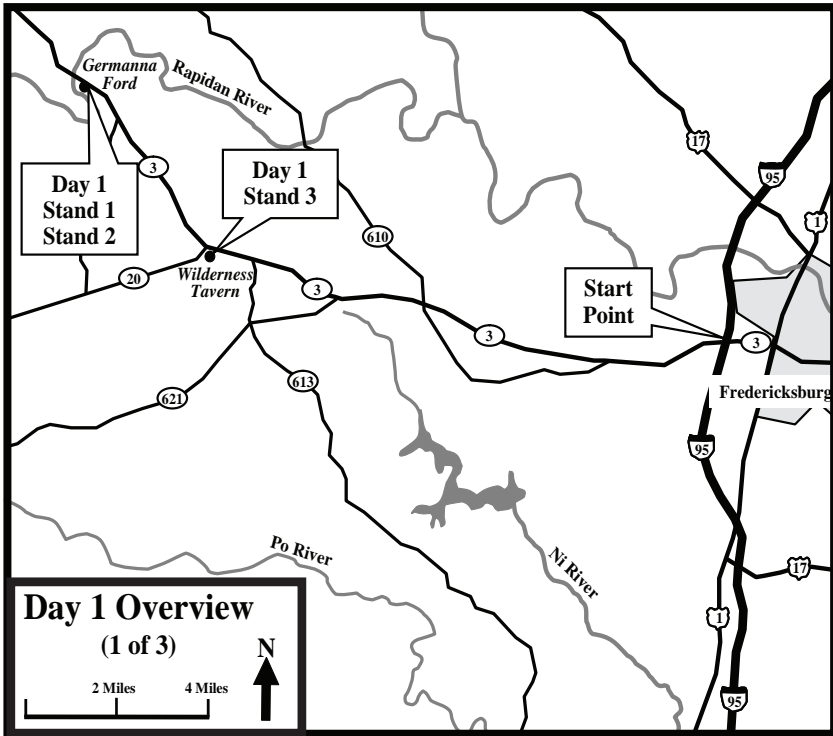 Germanna
Ford
Rapidan River
17
95
1
3
Day 1
Stand 1
Stand 2
Day 1
Stand 3
610
20
Wilderness
Tavern
3
Start
Point
3
3
Fredericksburg
621
613
95
Po River
Ni River
17
1
95
Day 1 Overview
(1 of 3)
N
2 Miles
4 Miles